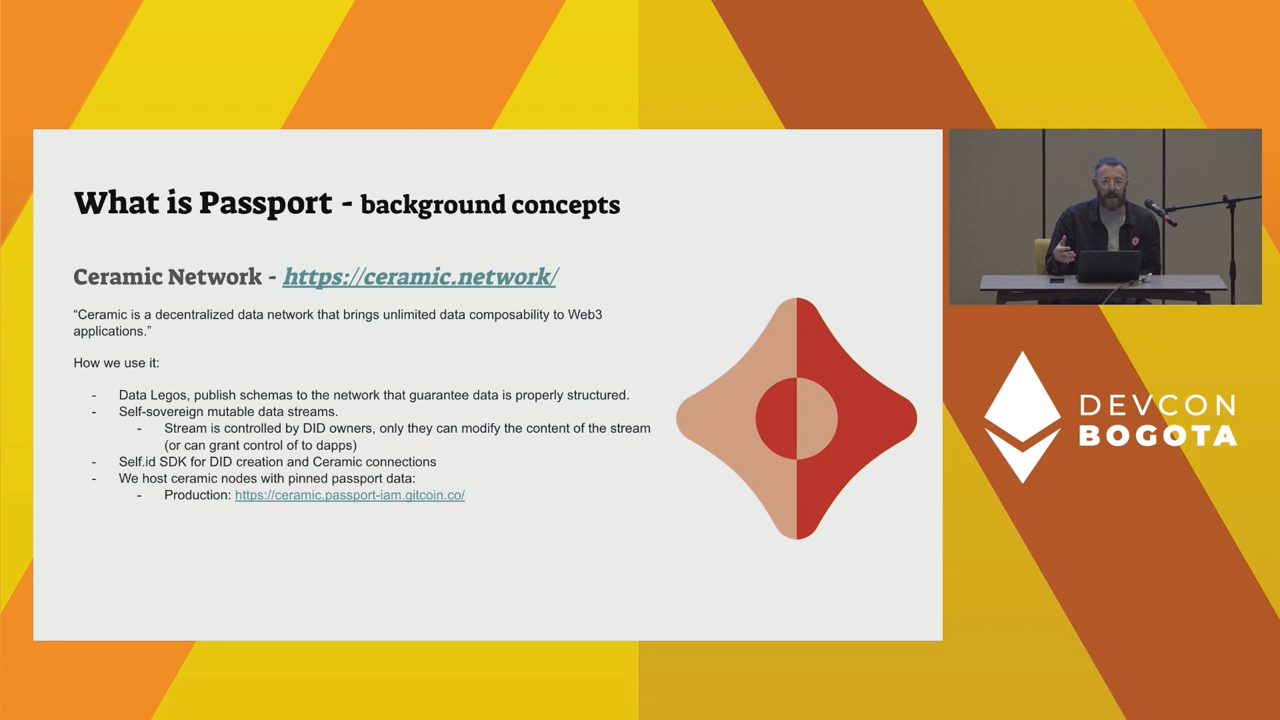 What is Passport - background concepts
Ceramic Network - https://ceramic.network/
“Ceramic is a decentralized data network that brings unlimited data composability to Web3
applications.”
How we use it:
- Data Legos, publish schemas to the network that guarantee data is properly structured.
- Self-sovereign mutable data streams.
- Stream is controlled by DID owners, only they can modify the content of the stream
(or can grant control of to dapps)
- Self.id SDK for DID creation and Ceramic connections
- We host ceramic nodes with pinned passport data:
- Production: https://ceramic.passport-iam.gitcoin.co/
DEVCON
BOGOTA